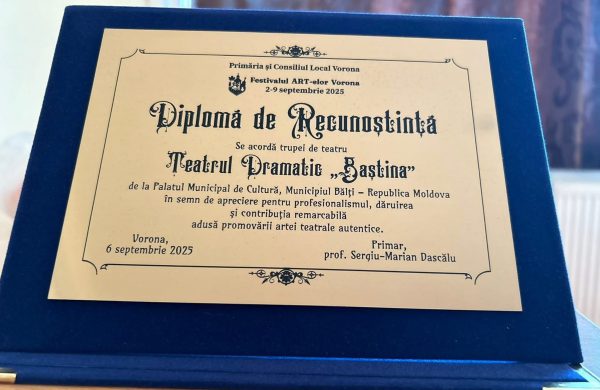 Primăria și Consiliul Local Vorona
Festivalul ART-elor Vorona
2-9 septembrie 2025
Diplomă de Recunoștință
Se acordă trupei de teatru
Teatrul Dramatic „Baștina”
de la Palatul Municipal de Cultură, Municipiul Bălți – Republica Moldova
în semn de apreciere pentru profesionalismul, dăruirea
și contribuția remarcabilă
adusă promovării artei teatrale autentice.
Vorona,
6 septembrie 2025
Primar,
prof. Sergiu-Marian Dascălu